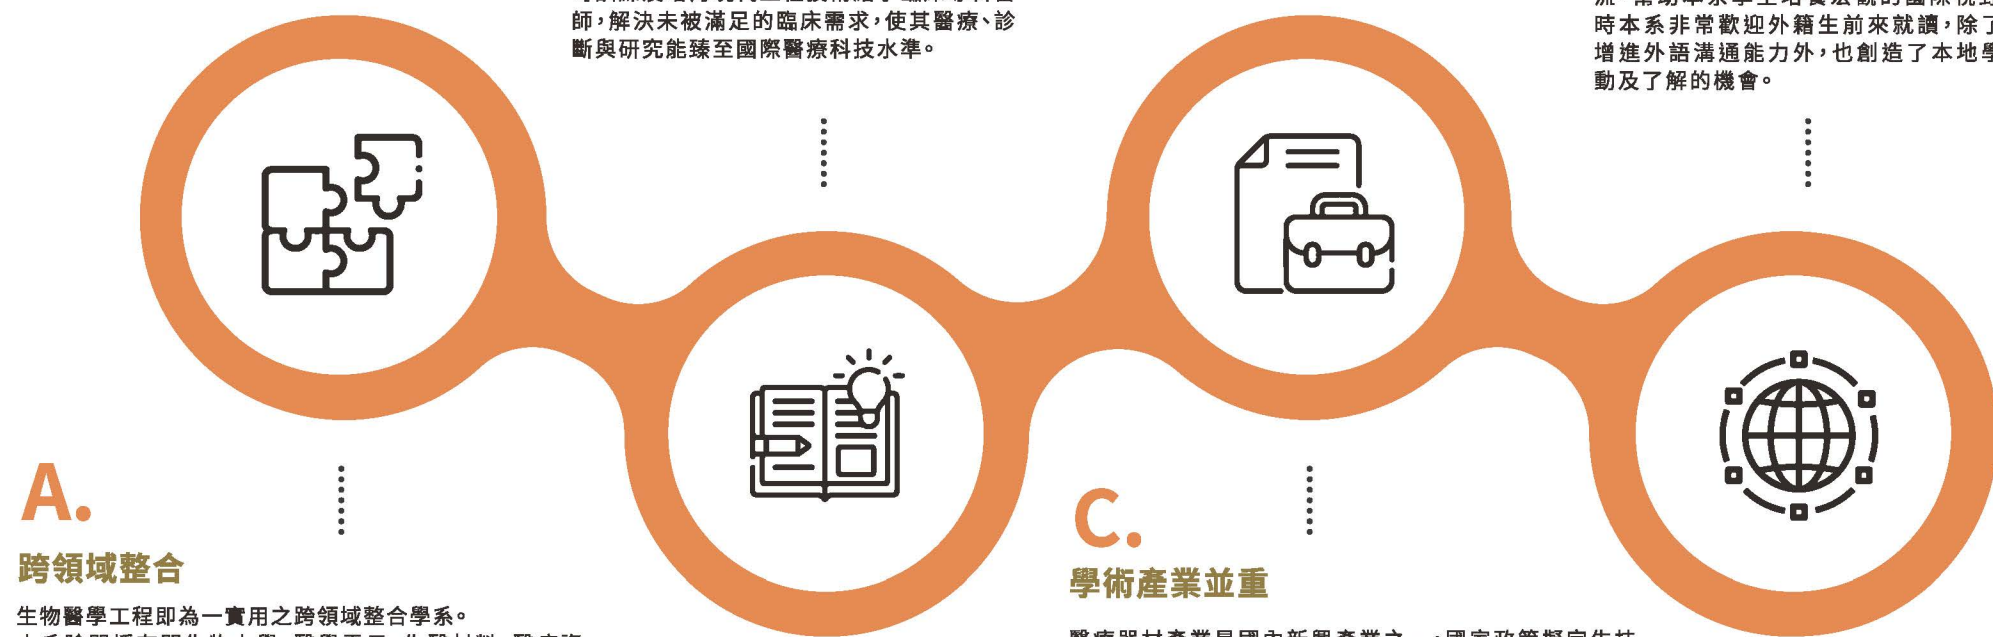 師，解決未被滿足的臨床需求，使其醫療、診
斷與研究能臻至國際醫療科技水準。
時本系非常歡迎外籍生前來就讀，除了
增進外語溝通能力外，也創造了本地學
動及了解的機會。
A.
跨領域整合
生物醫學工程即為一實用之跨領域整合學系。
C.
學術產業並重